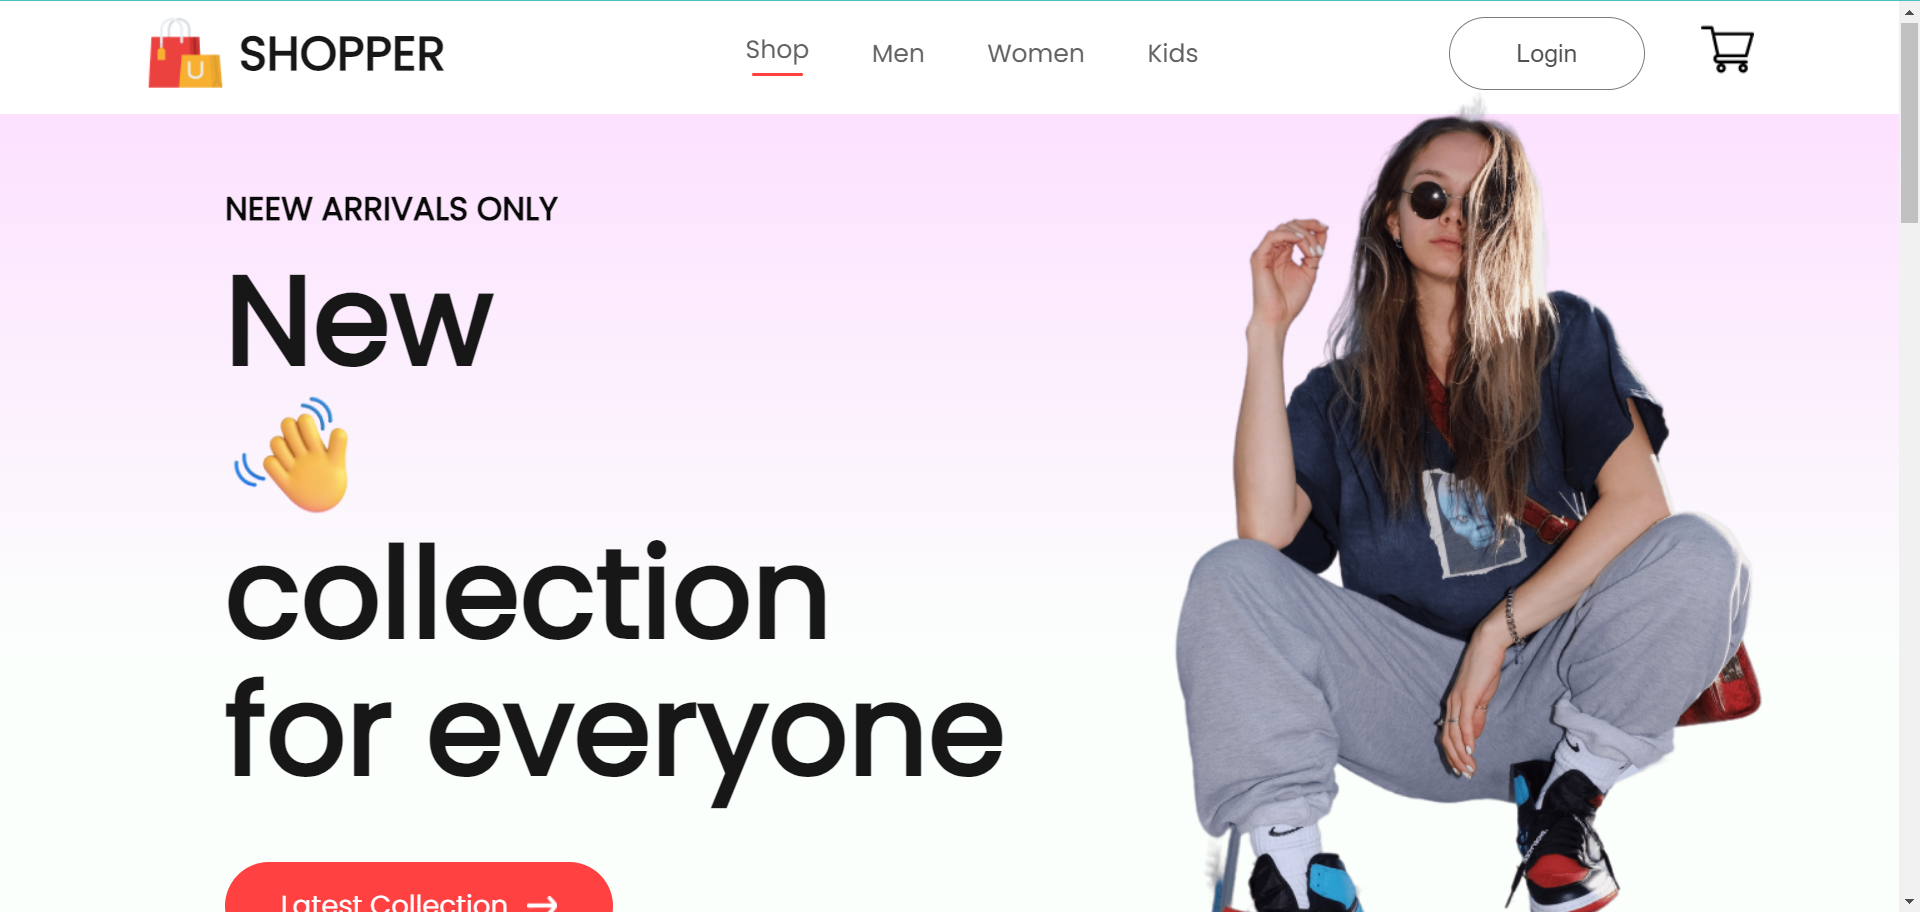 SHOPPER
Shop
Men
Women
Kids
Login
NEEW ARRIVALS ONLY
New
collection
for everyone
Latest Collection →